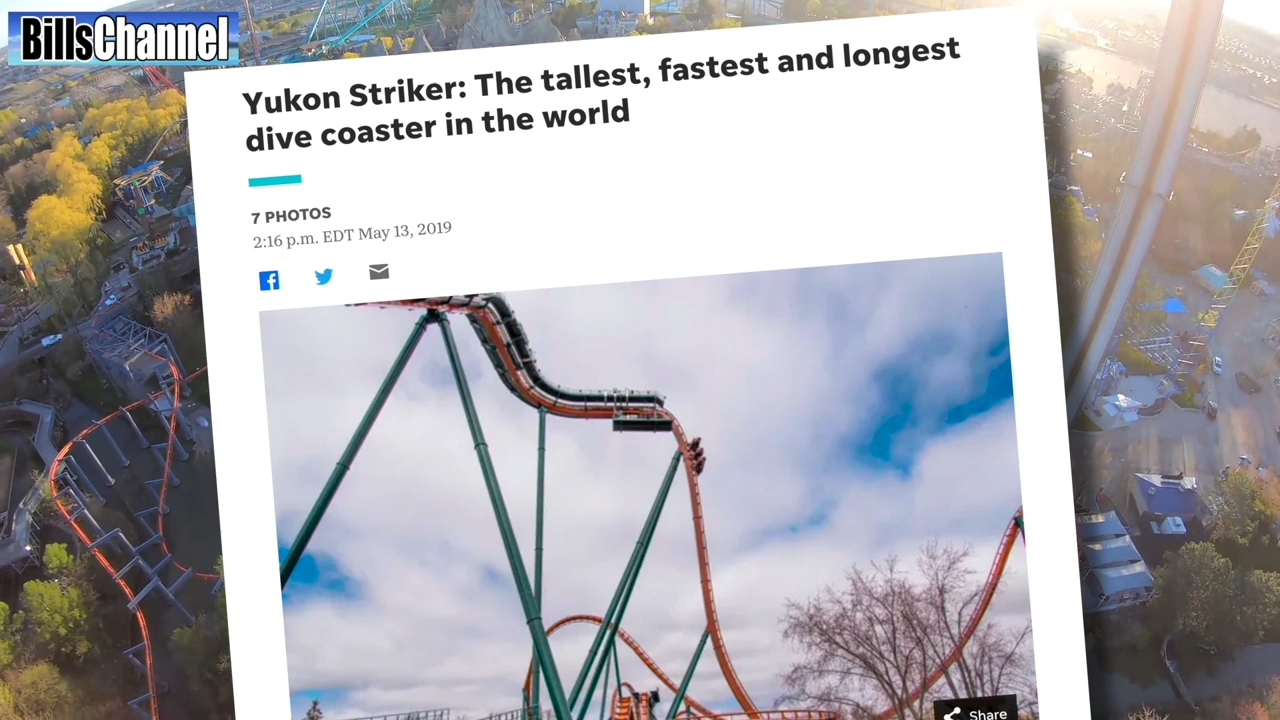 BillsChannel
Yukon Striker: The tallest, fastest and longest
dive coaster in the world
7 PHOTOS
2:16 p.m. EDT May 13, 2019
Share